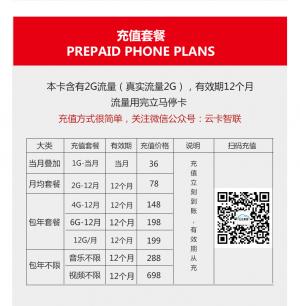 充值套餐
PREPAID PHONE PLANS
本卡含有2G流量（真实流量2G），有效期12个月
流量用完立马停卡
充值方式很简单，关注微信公众号：云卡智联
大类 充值套餐 有效期 充值价格 说明 扫码充值
当月叠加 1G-当月 当月 36
月均套餐 2G-12月 12个月 78
包年套餐 4G-12月 12个月 148
6G-12月 12个月 198
12G/月 12个月 199
包年不限 音乐不限 12个月 288
视频不限 12个月 698
充值立刻到账，有效期从充